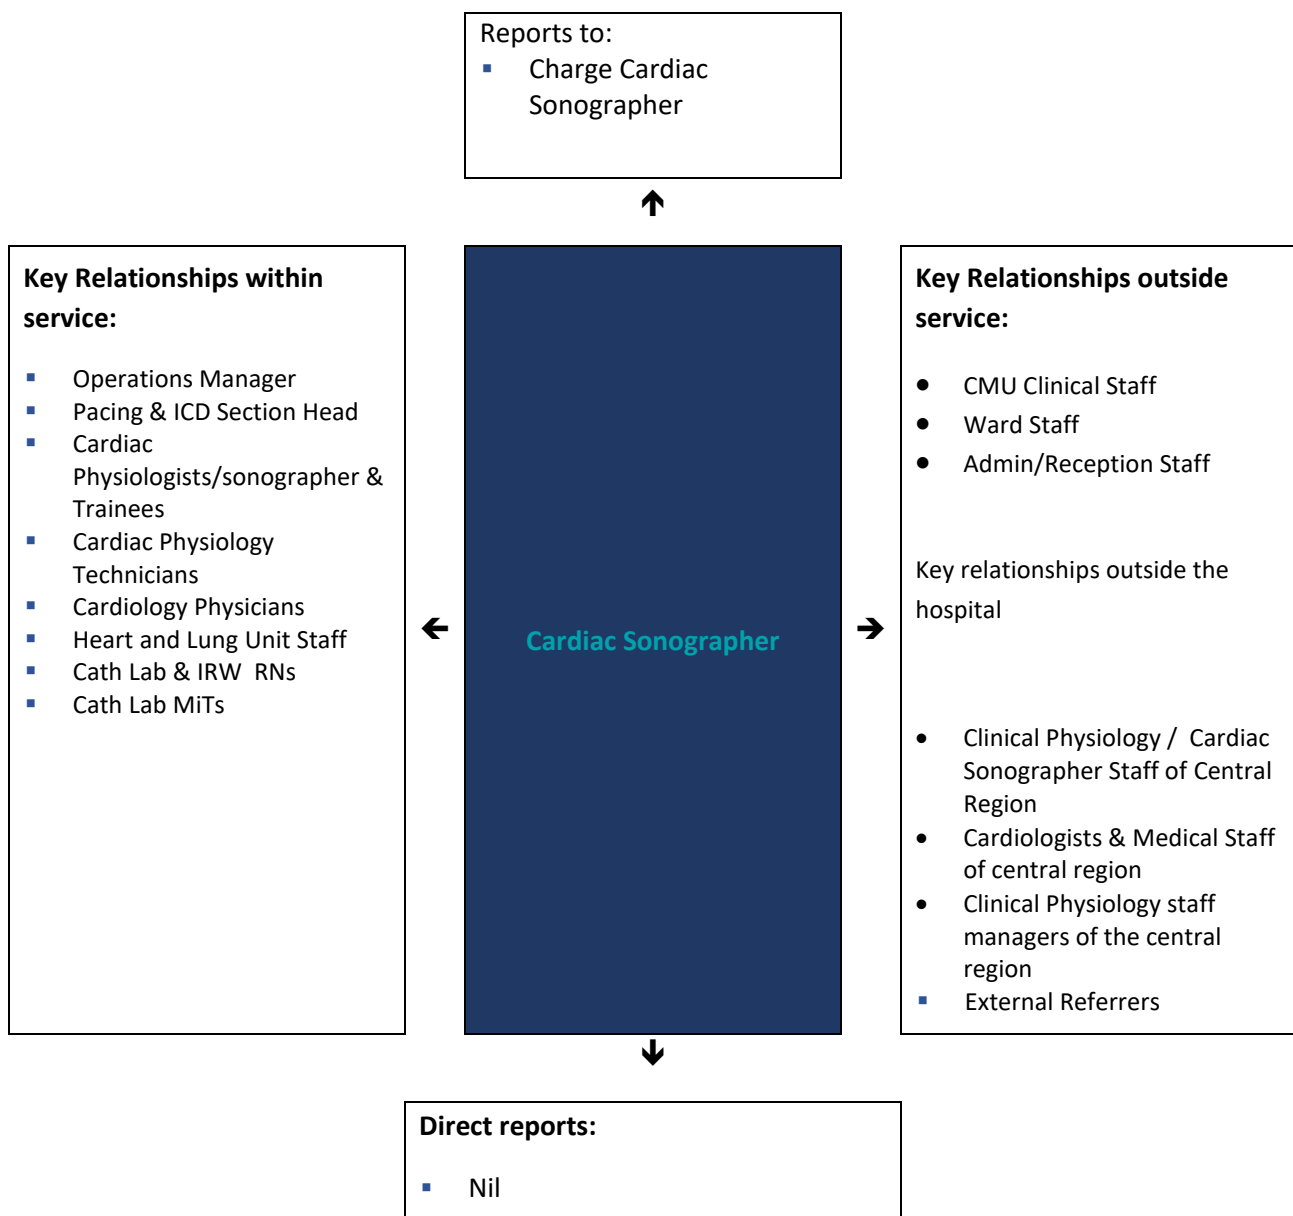 Reports to:
▪ Charge Cardiac
Sonographer
🡩
Key Relationships within
service:
▪ Operations Manager
▪ Pacing & ICD Section Head
▪ Cardiac
Physiologists/sonographer &
Trainees
▪ Cardiac Physiology
Technicians
▪ Cardiology Physicians
▪ Heart and Lung Unit Staff
▪ Cath Lab & IRW RNs
▪ Cath Lab MiTs
🡨
Cardiac Sonographer
🡪
Key Relationships outside
service:
● CMU Clinical Staff
● Ward Staff
● Admin/Reception Staff
Key relationships outside the
hospital
• Clinical Physiology / Cardiac
Sonographer Staff of Central
Region
• Cardiologists & Medical Staff
of central region
• Clinical Physiology staff
managers of the central
region
▪ External Referrers
🡫
Direct reports:
▪ Nil